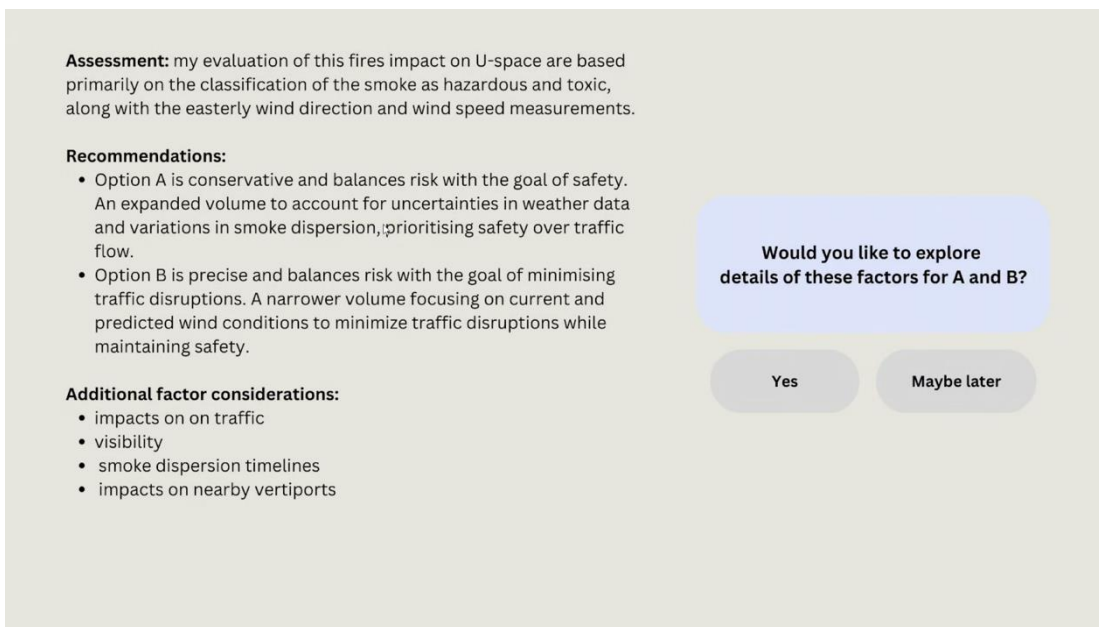 Assessment: my evaluation of this fires impact on U-space are based
primarily on the classification of the smoke as hazardous and toxic,
along with the easterly wind direction and wind speed measurements.
Recommendations:
• Option A is conservative and balances risk with the goal of safety.
An expanded volume to account for uncertainties in weather data
and variations in smoke dispersion, prioritising safety over traffic
flow.
• Option B is precise and balances risk with the goal of minimising
traffic disruptions. A narrower volume focusing on current and
predicted wind conditions to minimize traffic disruptions while
maintaining safety.
Additional factor considerations:
• impacts on on traffic
• visibility
• smoke dispersion timelines
• impacts on nearby vertiports
Would you like to explore
details of these factors for A and B?
Yes
Maybe later